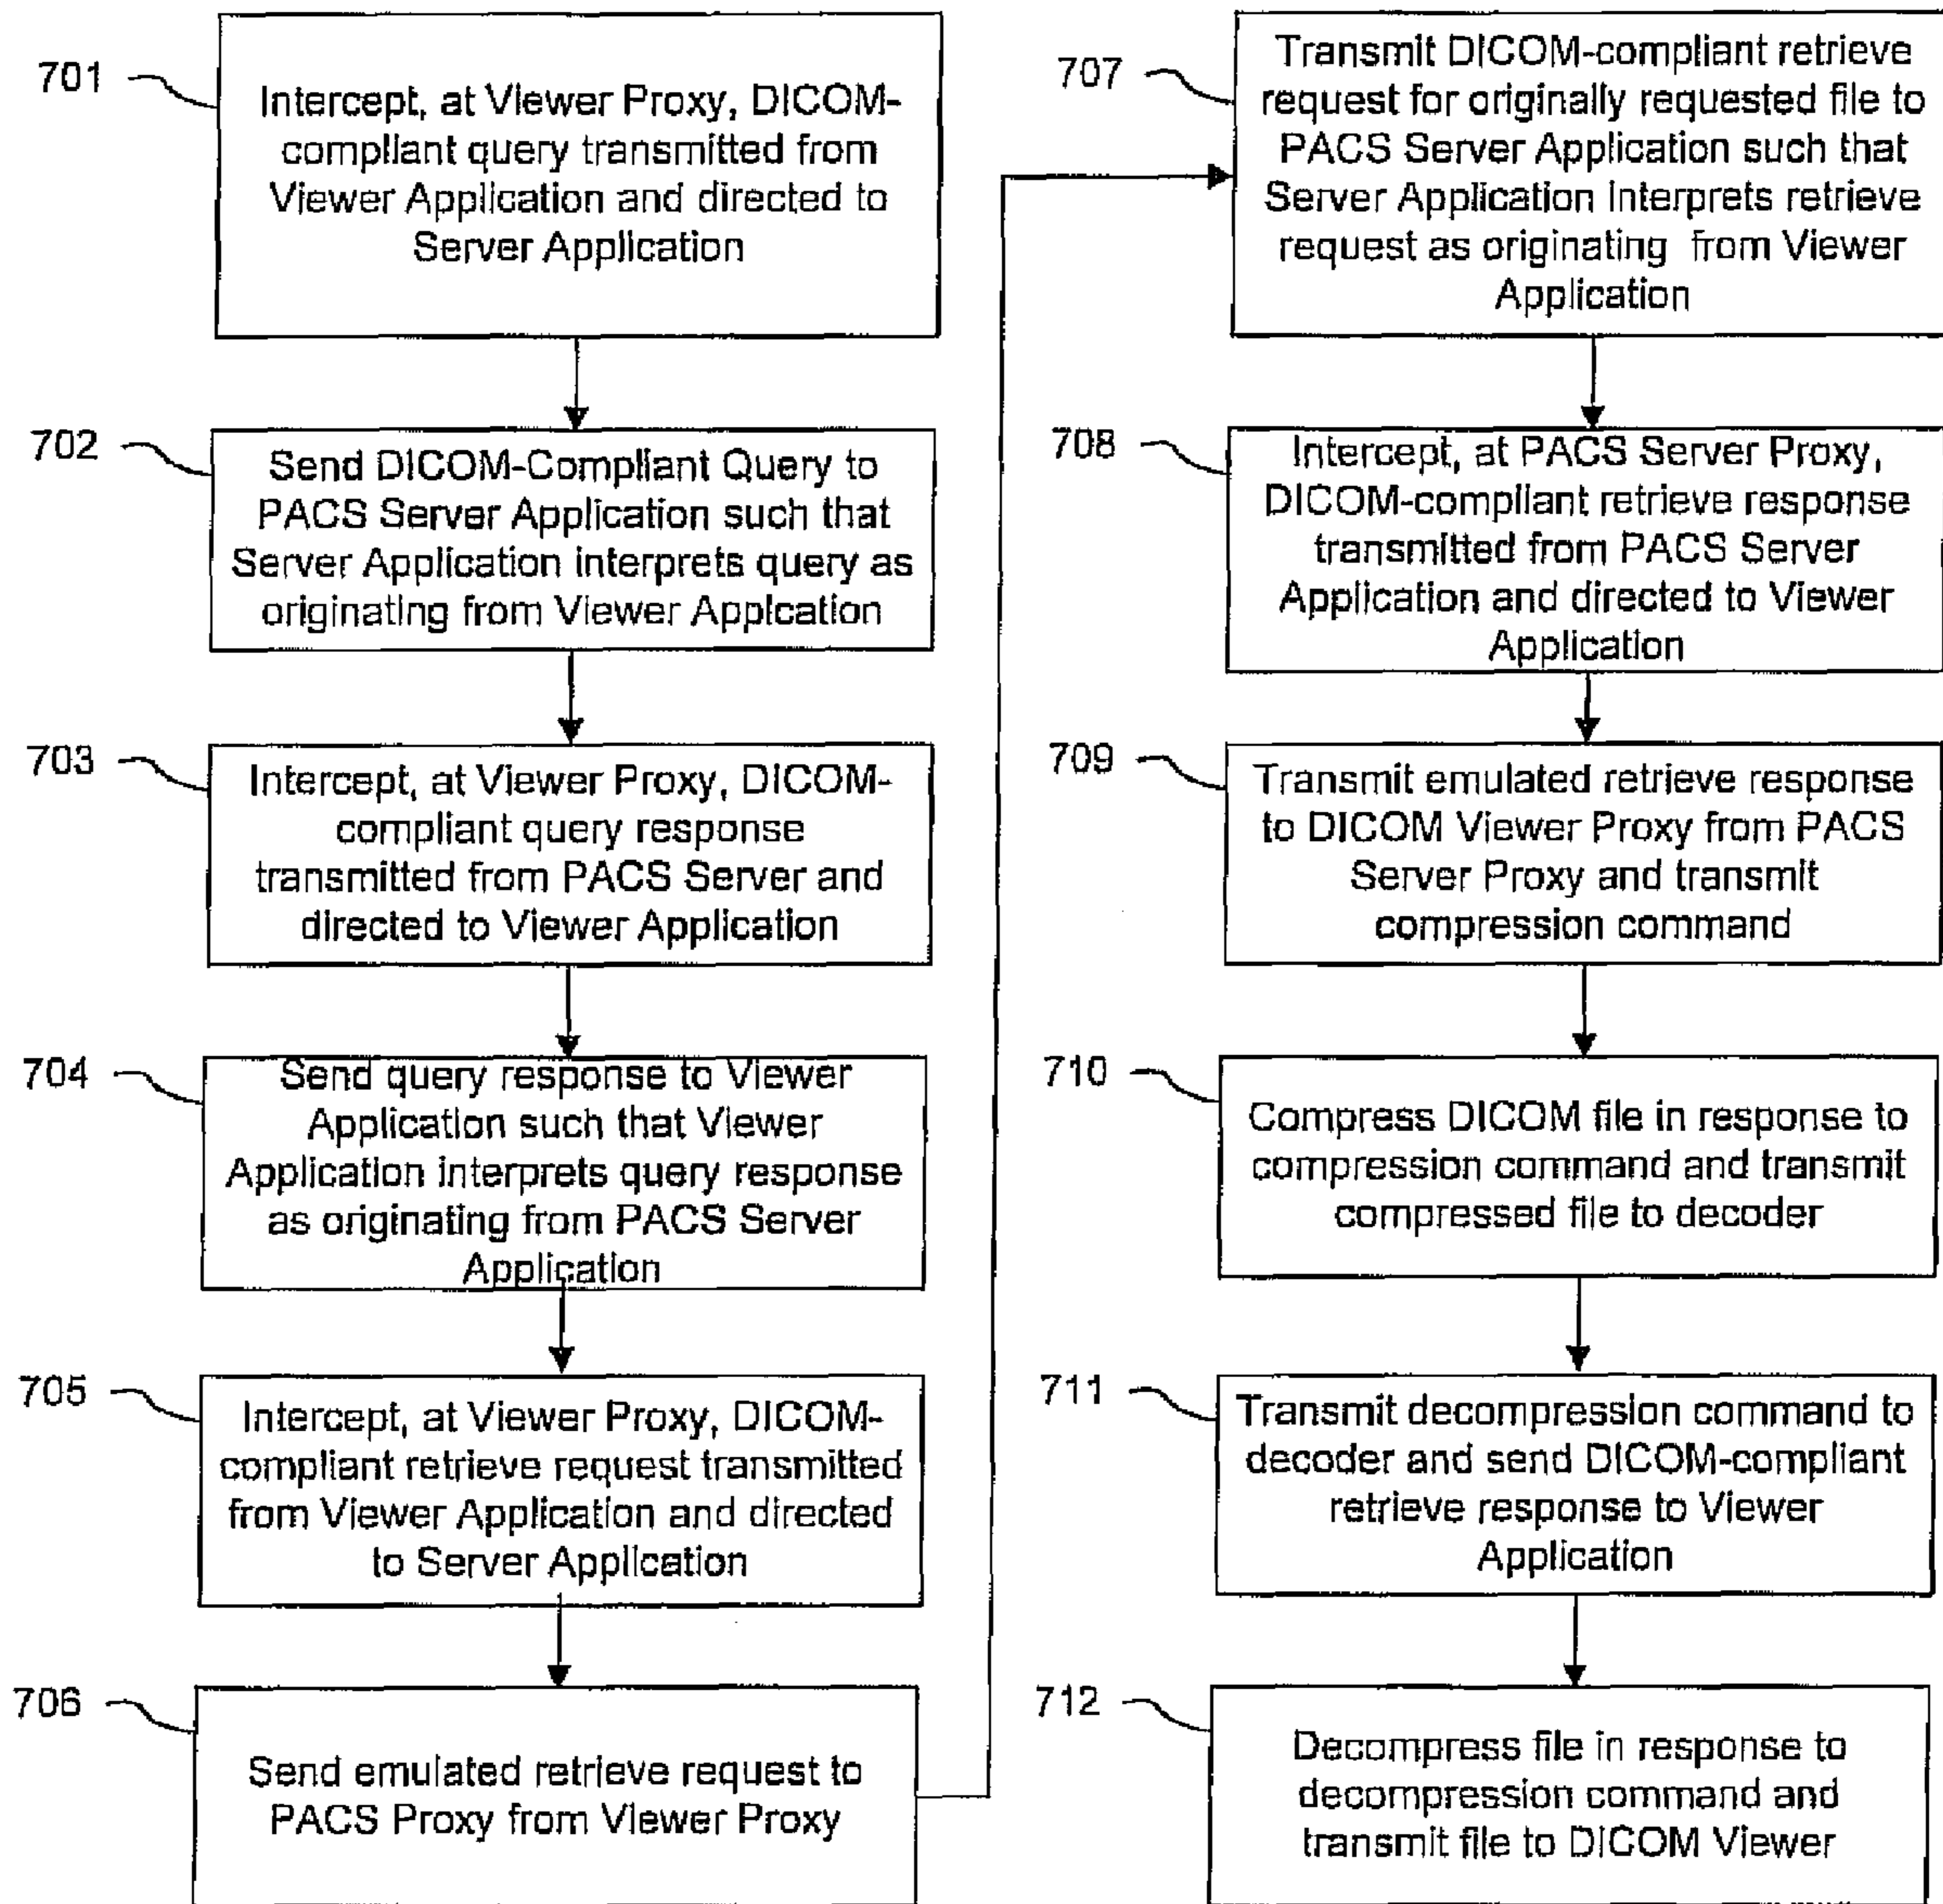 701
Intercept, at Viewer Proxy, DICOM-
compliant query transmitted from
Viewer Application and directed to
Server Application
702
Send DICOM-Compliant Query to
PACS Server Application such that
Server Application interprets query as
originating from Viewer Applcation
703
Intercept, at Viewer Proxy, DICOM-
compliant query response
transmitted from PACS Server and
directed to Viewer Application
704
Send query response to Viewer
Application such that Viewer
Application interprets query response
as originating from PACS Server
Application
705
Intercept, at Viewer Proxy, DICOM-
compliant retrieve request transmitted
from Viewer Application and directed
to Server Application
706
Send emulated retrieve request to
PACS Proxy from Viewer Proxy
707
Transmit DICOM-compliant retrieve
request for originally requested file to
PACS Server Application such that
Server Application interprets retrieve
request as originating from Viewer
Application
708
Intercept, at PACS Server Proxy,
DICOM-compliant retrieve response
transmitted from PACS Server
Application and directed to Viewer
Application
709
Transmit emulated retrieve response
to DICOM Viewer Proxy from PACS
Server Proxy and transmit
compression command
710
Compress DICOM file in response to
compression command and transmit
compressed file to decoder
711
Transmit decompression command to
decoder and send DICOM-compliant
retrieve response to Viewer
Application
712
Decompress file in response to
decompression command and
transmit file to DICOM Viewer